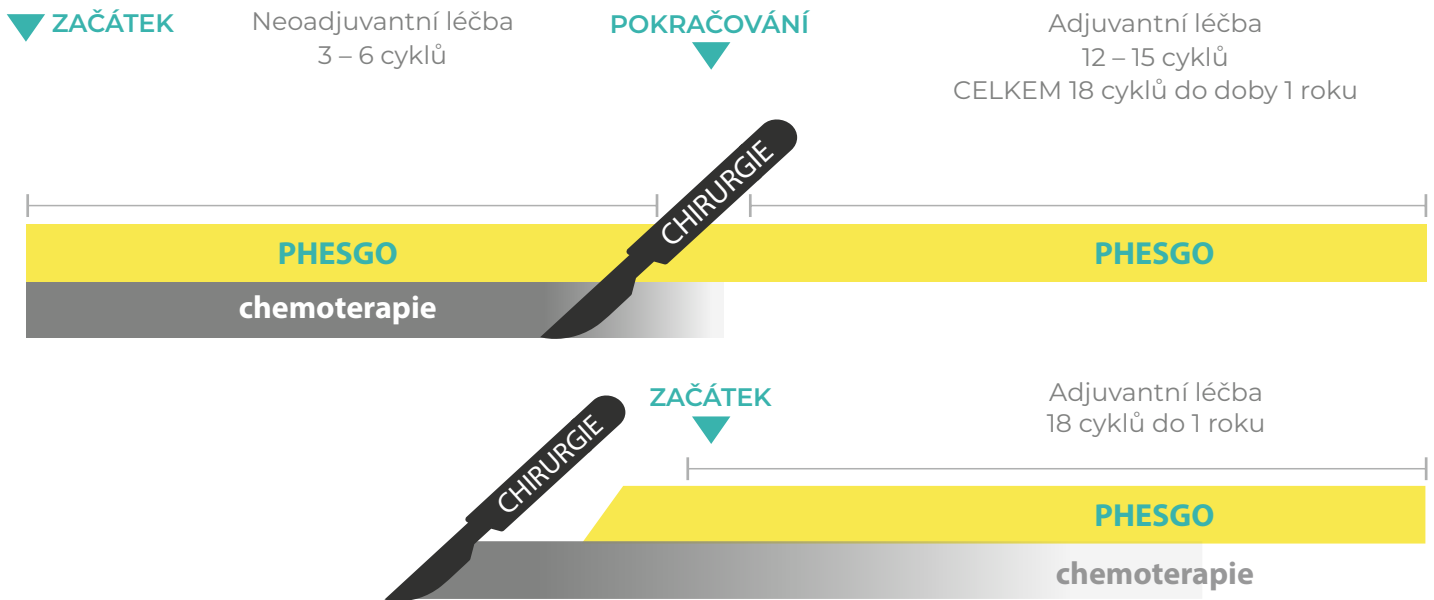 ZAČÁTEK
Neoadjuvantní léčba
3 – 6 cyklů
POKRAČOVÁNÍ
Adjuvantní léčba
12 – 15 cyklů
CELKEM 18 cyklů do doby 1 roku
CHIRURGIE
PHESGO
PHESGO
chemoterapie
ZAČÁTEK
Adjuvantní léčba
18 cyklů do 1 roku
CHIRURGIE
PHESGO
chemoterapie